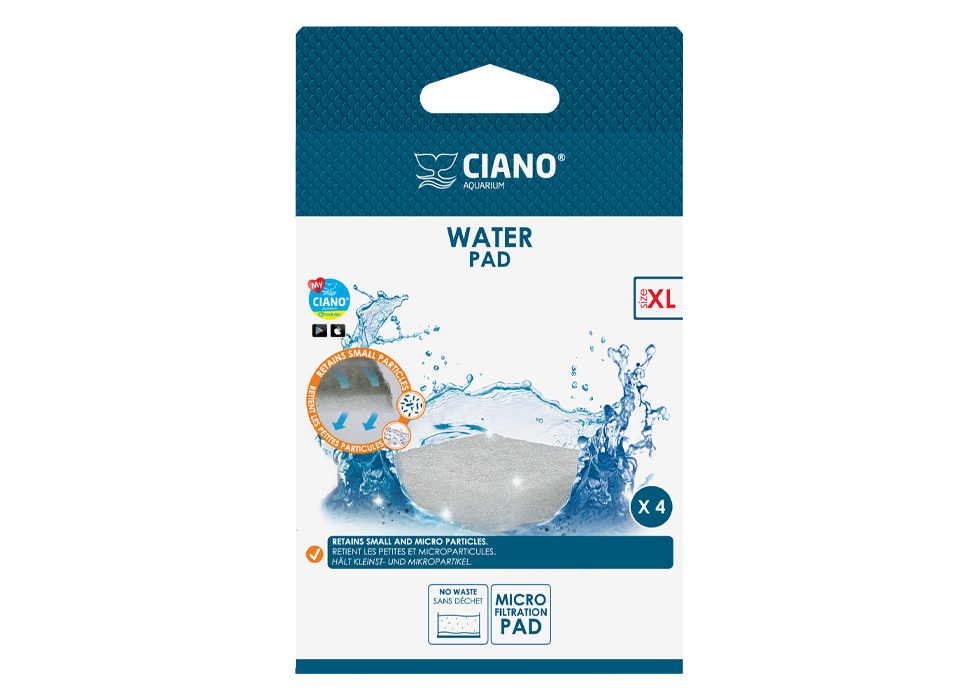 CIANO®
AQUARIUM
WATER
PAD
My
CIANO®
AQUARIUM
size XL
RETAINS SMALL PARTICLES
RETIENT LES PETITES PARTICULES
X 4
RETAINS SMALL AND MICRO PARTICLES.
RETIENT LES PETITES ET MICROPARTICULES.
HÄLT KLEINST- UND MIKROPARTIKEL.
NO WASTE
SANS DÉCHET
MICRO
FILTRATION
PAD